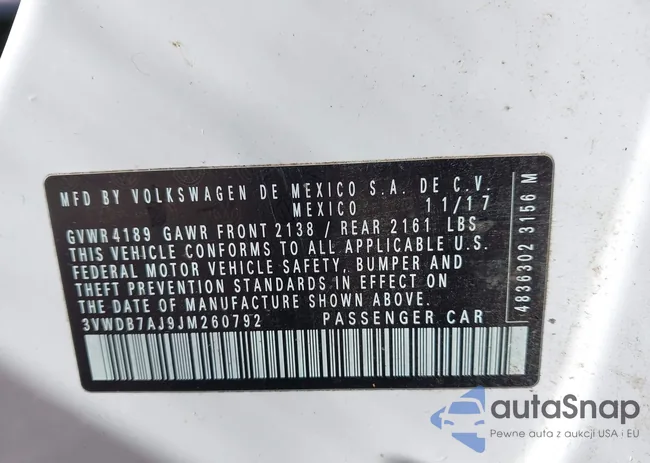 MFD BY VOLKSWAGEN DE MEXICO S.A. DE C.V.
MEXICO 11/17
GVWR 4189 GAWR FRONT 2138 / REAR 2161 LBS
THIS VEHICLE CONFORMS TO ALL APPLICABLE U.S.
FEDERAL MOTOR VEHICLE SAFETY, BUMPER AND
THEFT PREVENTION STANDARDS IN EFFECT ON
THE DATE OF MANUFACTURE SHOWN ABOVE.
3VWDB7AJ9JM260792 PASSENGER CAR
4836302 3156 M
autaSnap
Pewne auta z aukcji USA i EU